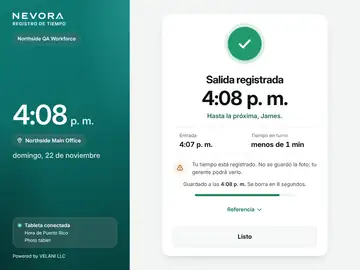 NEVORA
REGISTRO DE TIEMPO
Northside QA Workforce
4:08 p. m.
Northside Main Office
domingo, 22 de noviembre
Tableta conectada
Hora de Puerto Rico
Phoro tablet
Powered by VELANI LLC
Salida registrada
4:08 p. m.
Hasta la próxima, James.
Entrada
4:07 p. m.
Tiempo en turno
menos de 1 min
Tu tiempo está registrado. No se guardó la foto; tu
gerente podrá verlo.
Guardado a las 4:08 p. m. Se borra en 8 segundos.
Referencia
Listo